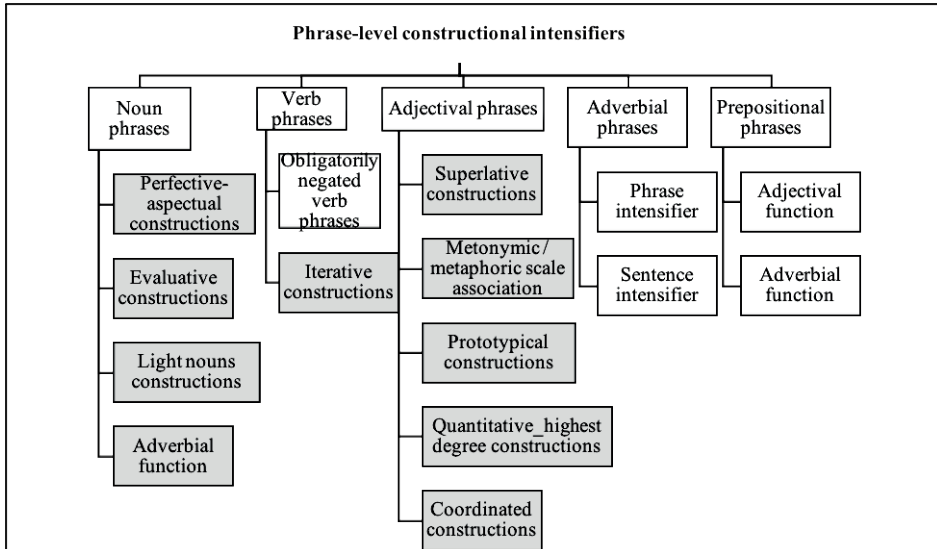 Phrase-level constructional intensifiers
Noun
phrases
Perfective-
aspectual
constructions
Evaluative
constructions
Light nouns
constructions
Adverbial
function
Verb
phrases
Obligatorily
negated
verb
phrases
Iterative
constructions
Adjectival phrases
Superlative
constructions
Metonymic /
metaphoric scale
association
Prototypical
constructions
Quantitative_highest
degree constructions
Coordinated
constructions
Adverbial
phrases
Phrase
intensifier
Sentence
intensifier
Prepositional
phrases
Adjectival
function
Adverbial
function